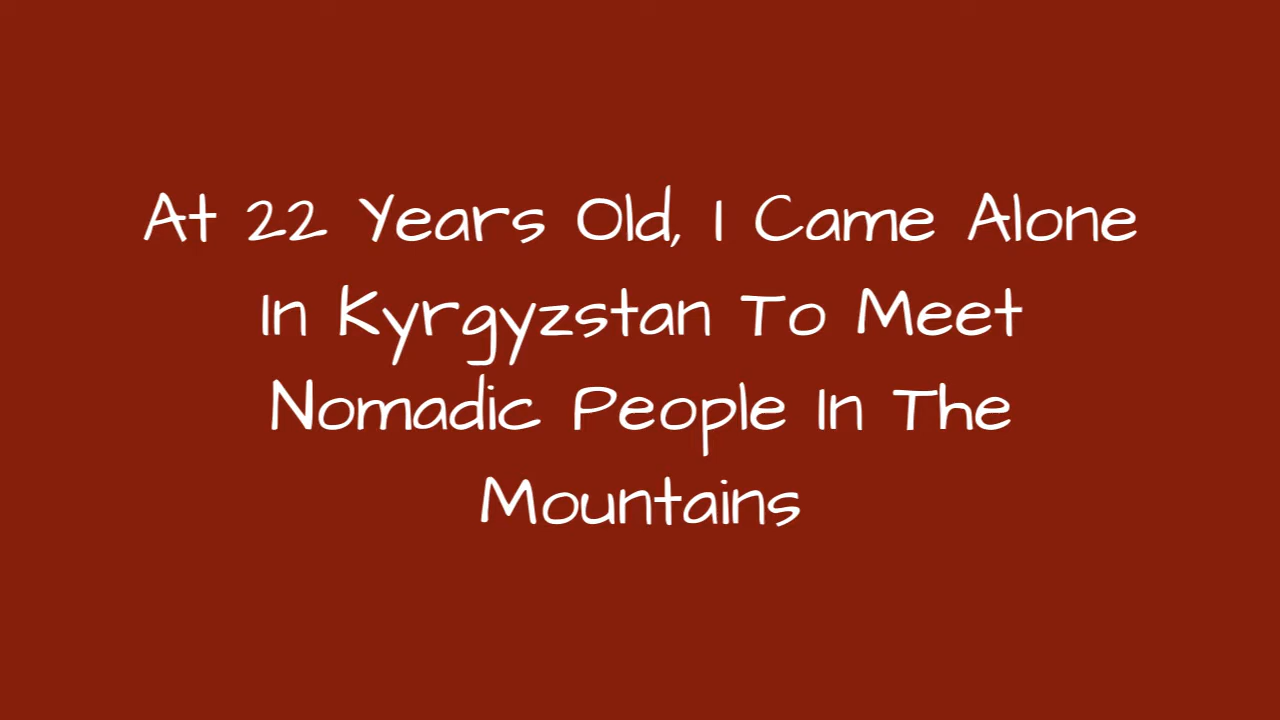 At 22 Years Old, I Came Alone
In Kyrgyzstan To Meet
Nomadic People In The
Mountains